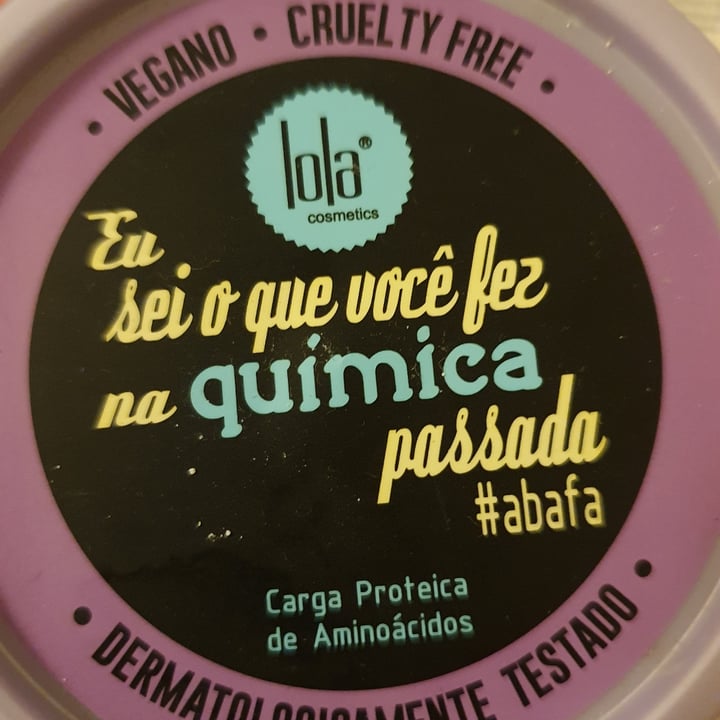 • VEGANO • CRUELTY FREE •
lola®
cosmetics
Eu
sei o que você fez
na química
passada
#abafa
Carga Proteica
de Aminoácidos
• DERMATOLOGICAMENTE TESTADO •